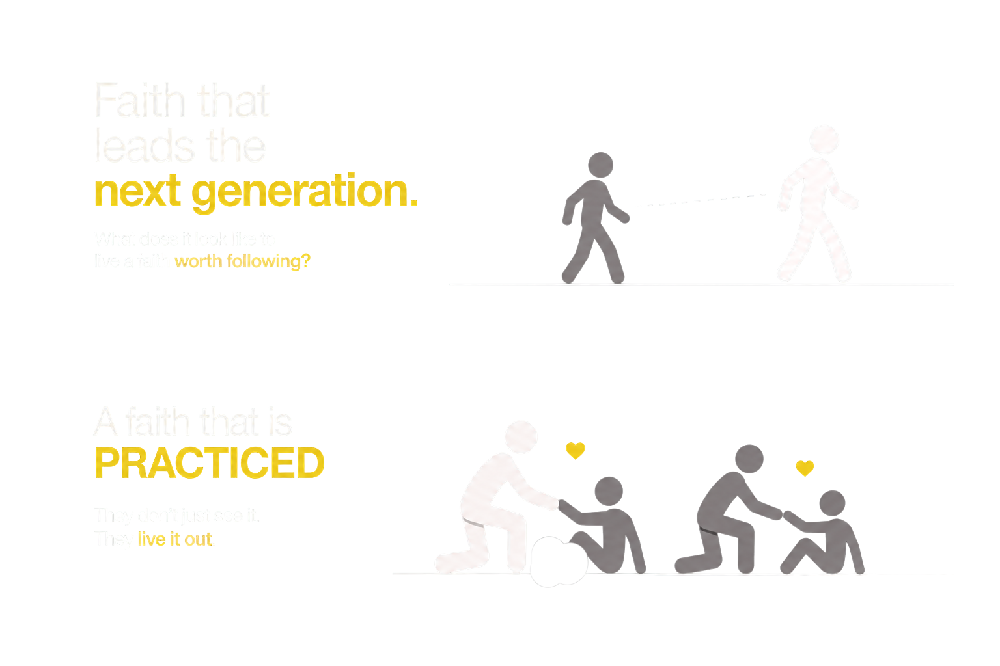 Faith that
leads the
next generation.
What does it look like to
live a faith worth following?
A faith that is
PRACTICED
They don't just see it.
They live it out